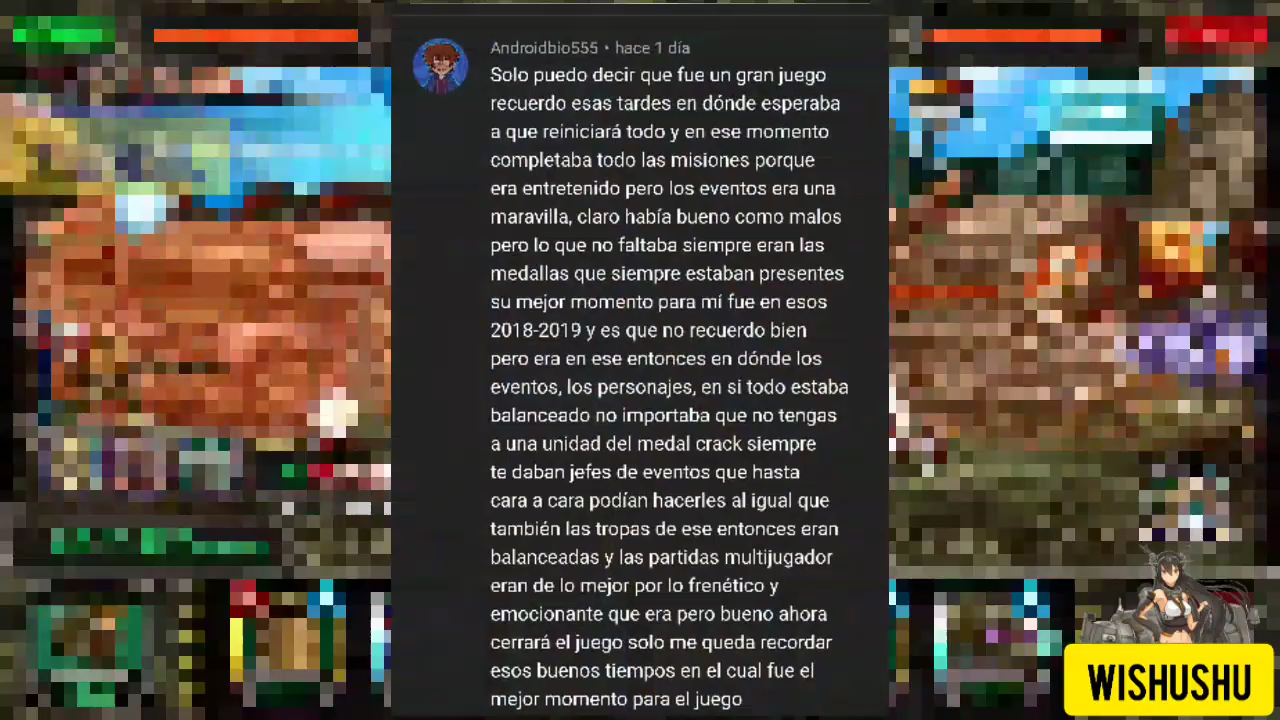 Androidbio555 • hace 1 día
Solo puedo decir que fue un gran juego
recuerdo esas tardes en dónde esperaba
a que reiniciará todo y en ese momento
completaba todo las misiones porque
era entretenido pero los eventos era una
maravilla, claro había bueno como malos
pero lo que no faltaba siempre eran las
medallas que siempre estaban presentes
su mejor momento para mí fue en esos
2018-2019 y es que no recuerdo bien
pero era en ese entonces en dónde los
eventos, los personajes, en si todo estaba
balanceado no importaba que no tengas
a una unidad del medal crack siempre
te daban jefes de eventos que hasta
cara a cara podían hacerles al igual que
también las tropas de ese entonces eran
balanceadas y las partidas multijugador
eran de lo mejor por lo frenético y
emocionante que era pero bueno ahora
cerrará el juego solo me queda recordar
esos buenos tiempos en el cual fue el
mejor momento para el juego
WISHUSHU